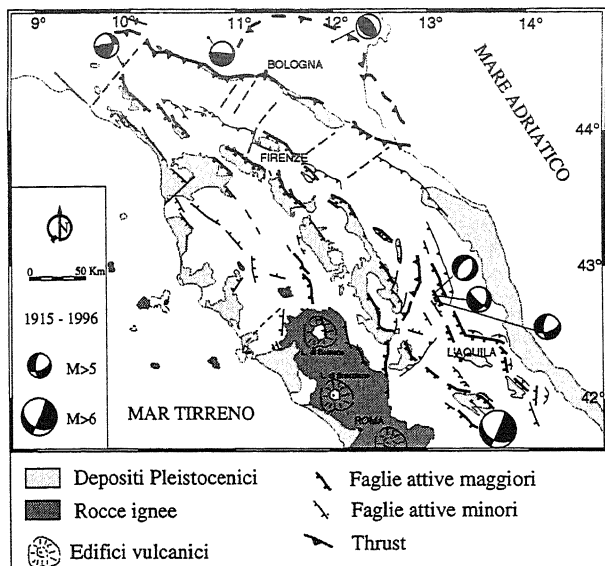 9° 10° 11° 12° 13° 14°
BOLOGNA
MARE ADRIATICO
44°
FIRENZE
N
0 50 Km
43°
1915 - 1996
M>5
M>6
L'AQUILA
MAR TIRRENO
ROMA
42°
Depositi Pleistocenici
Rocce ignee
Edifici vulcanici
Faglie attive maggiori
Faglie attive minori
Thrust